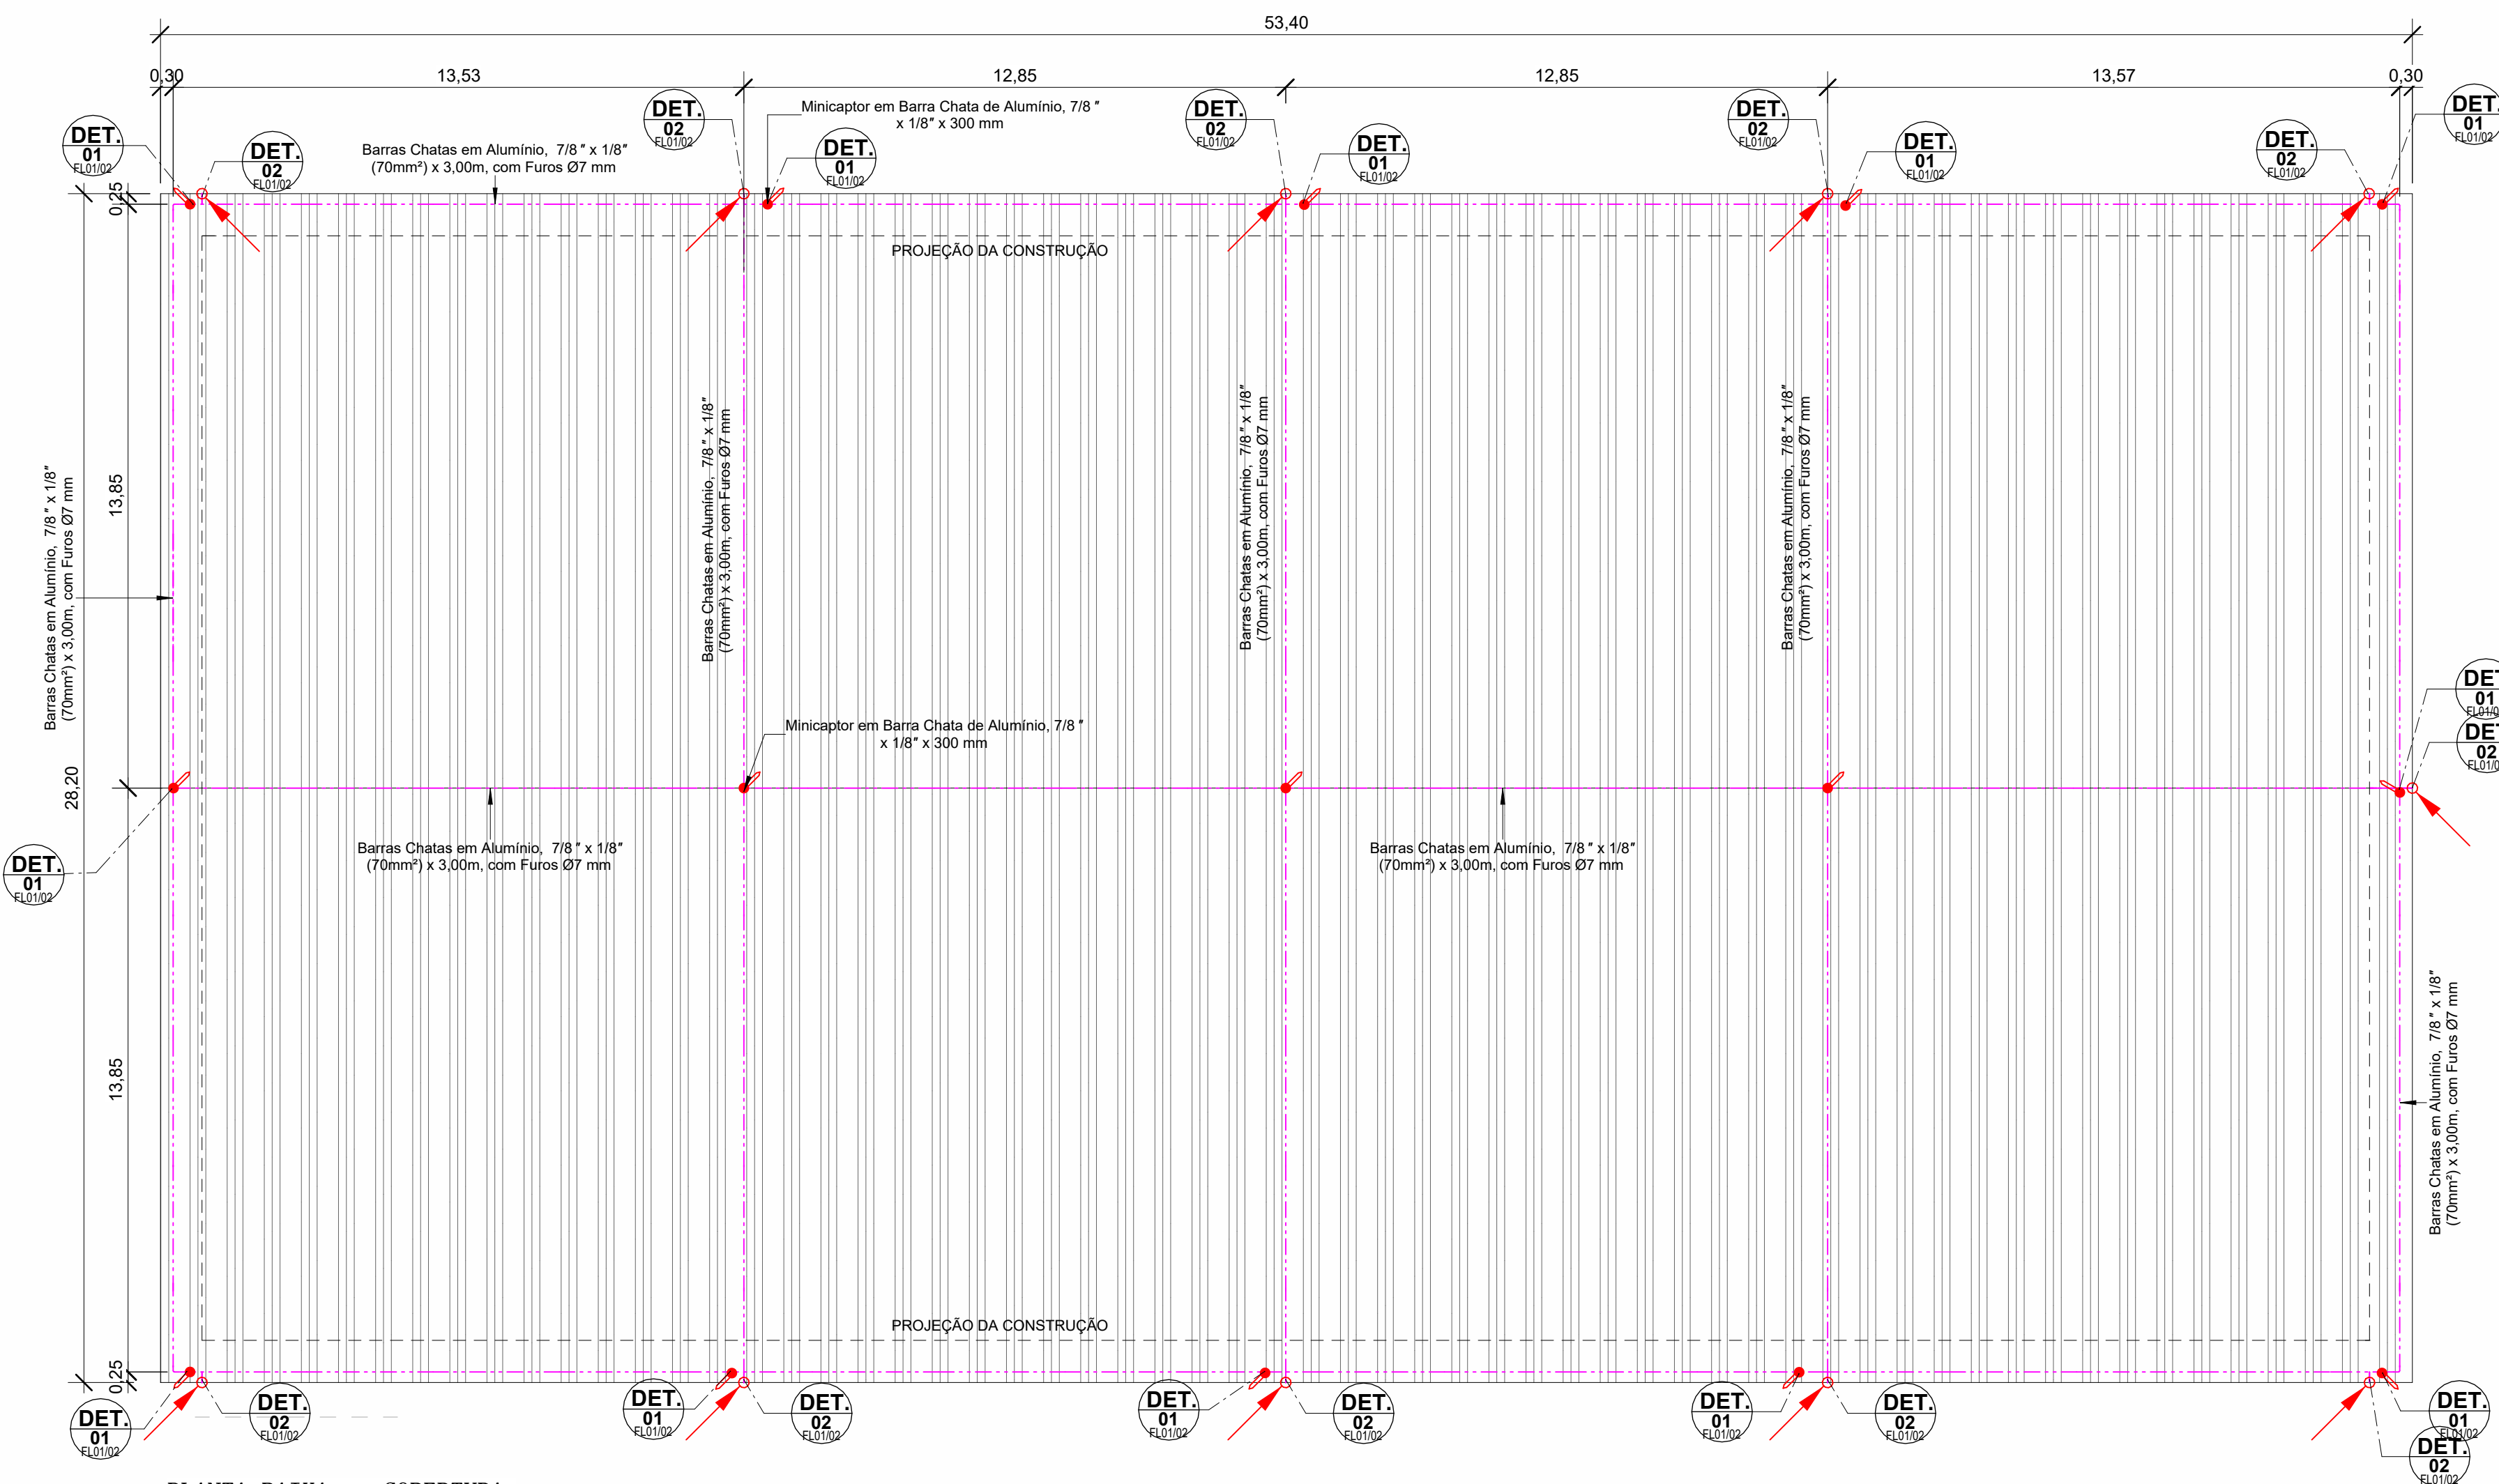 53,40
0,30
13,53
12,85
12,85
13,57
0,30
DET.
01
FL01/02
DET.
02
FL01/02
Barras Chatas em Alumínio, 7/8" x 1/8"
(70mm²) x 3,00m, com Furos Ø7 mm
DET.
02
FL01/02
Minicaptor em Barra Chata de Alumínio, 7/8"
x 1/8" x 300 mm
DET.
01
FL01/02
DET.
02
FL01/02
DET.
01
FL01/02
DET.
02
FL01/02
DET.
01
FL01/02
DET.
02
FL01/02
DET.
01
FL01/02
0,25
PROJEÇÃO DA CONSTRUÇÃO
13,85
28,20
13,85
0,25
Barras Chatas em Alumínio, 7/8" x 1/8"
(70mm²) x 3,00m, com Furos Ø7 mm
Barras Chatas em Alumínio, 7/8" x 1/8"
(70mm²) x 3,00m, com Furos Ø7 mm
Barras Chatas em Alumínio, 7/8" x 1/8"
(70mm²) x 3,00m, com Furos Ø7 mm
Barras Chatas em Alumínio, 7/8" x 1/8"
(70mm²) x 3,00m, com Furos Ø7 mm
Minicaptor em Barra Chata de Alumínio, 7/8"
x 1/8" x 300 mm
DET
01
FL01/0
DET
02
FL01/0
DET.
01
FL01/02
Barras Chatas em Alumínio, 7/8" x 1/8"
(70mm²) x 3,00m, com Furos Ø7 mm
Barras Chatas em Alumínio, 7/8" x 1/8"
(70mm²) x 3,00m, com Furos Ø7 mm
Barras Chatas em Alumínio, 7/8" x 1/8"
(70mm²) x 3,00m, com Furos Ø7 mm
PROJEÇÃO DA CONSTRUÇÃO
DET.
01
FL01/02
DET.
02
FL01/02
DET.
01
FL01/02
DET.
02
FL01/02
DET.
01
FL01/02
DET.
02
FL01/02
DET.
01
FL01/02
DET.
02
FL01/02
DET.
01
FL01/02
DET.
02
FL01/02